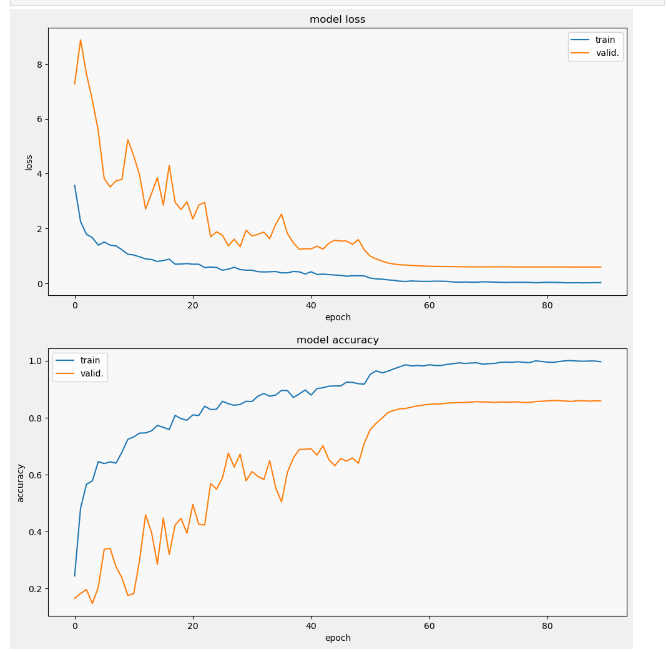 model loss
train
valid.
8
6
4
2
0
loss
0 20 40 60 80
epoch
model accuracy
train
valid.
1.0
0.8
0.6
0.4
0.2
accuracy
0 20 40 60 80
epoch